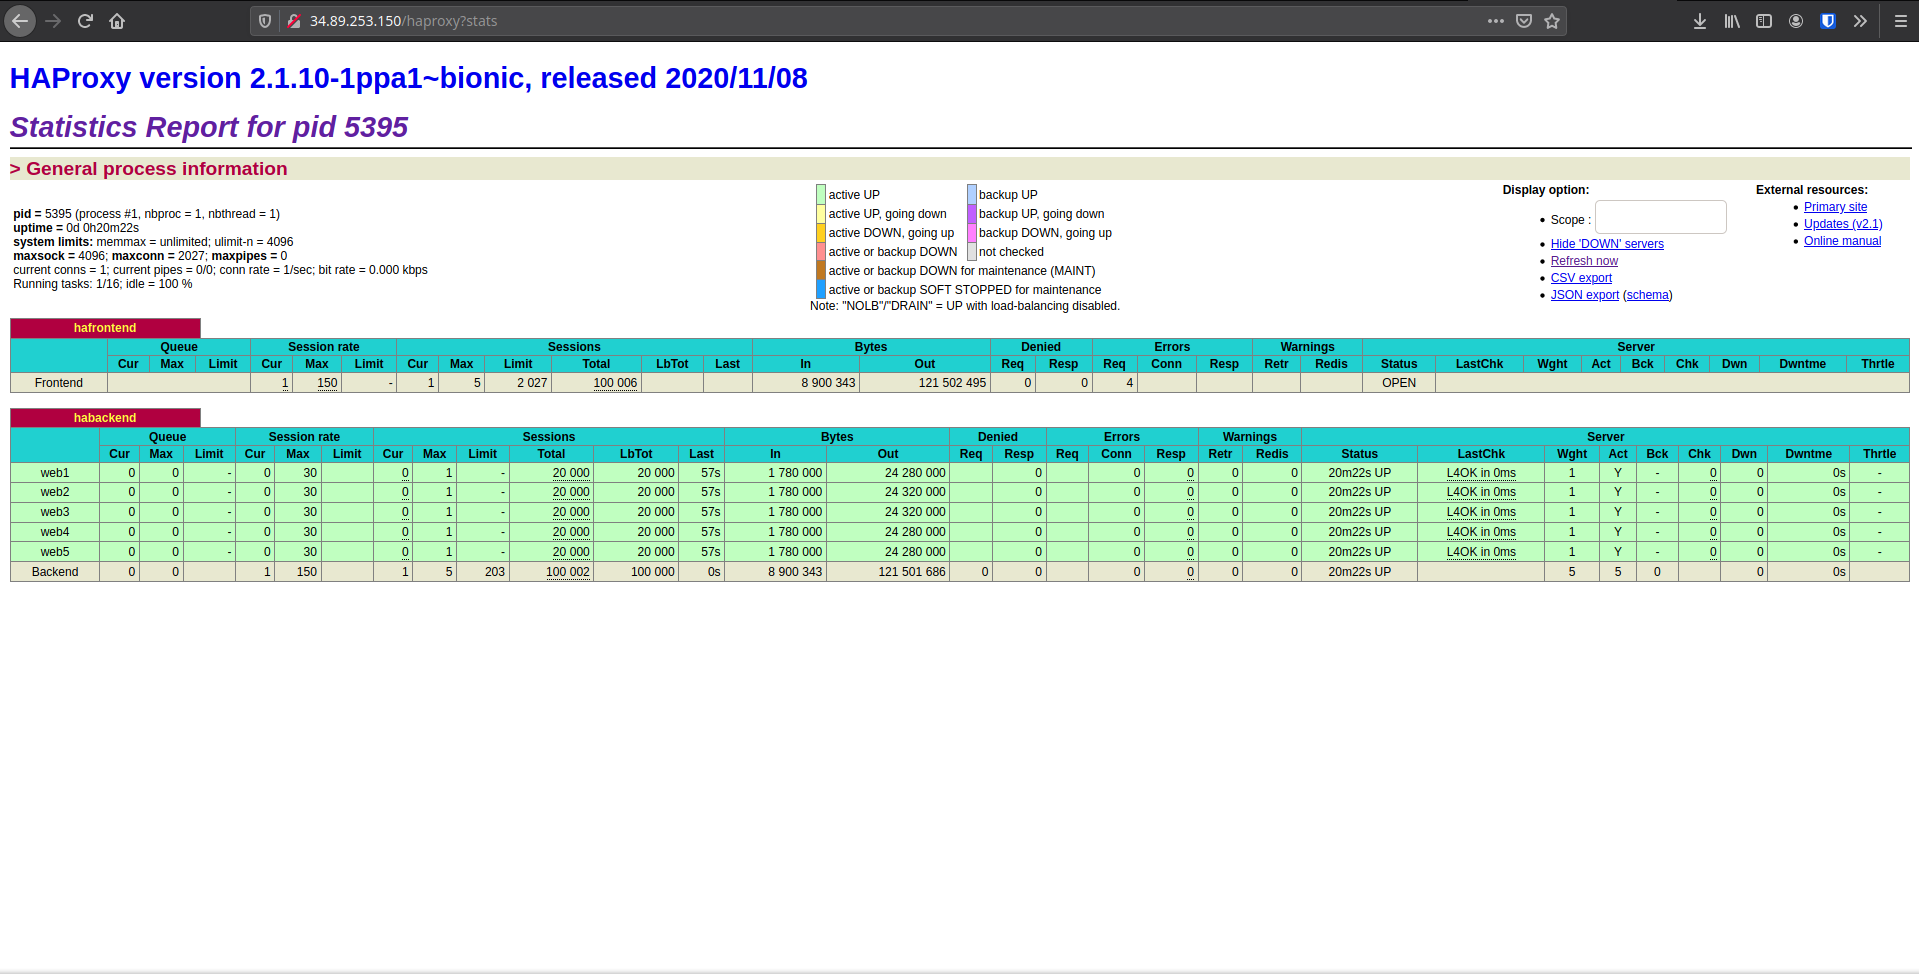 34.89.253.150/haproxy?stats
HAProxy version 2.1.10-1ppa1~bionic, released 2020/11/08
Statistics Report for pid 5395
> General process information
pid = 5395 (process #1, nbproc = 1, nbthread = 1)
uptime = 0d 0h20m22s
system limits: memmax = unlimited; ulimit-n = 4096
maxsock = 4096; maxconn = 2027; maxpipes = 0
current conns = 1; current pipes = 0/0; conn rate = 1/sec; bit rate = 0.000 kbps
Running tasks: 1/16; idle = 100 %
active UP backup UP
active UP, going down backup UP, going down
active DOWN, going up backup DOWN, going up
active or backup DOWN not checked
active or backup DOWN for maintenance (MAINT)
active or backup SOFT STOPPED for maintenance
Note: "NOLB"/"DRAIN" = UP with load-balancing disabled.
Display option:
Scope :
Hide 'DOWN' servers
Refresh now
CSV export
JSON export (schema)
External resources:
Primary site
Updates (v2.1)
Online manual
hafrontend
Queue Session rate Sessions Bytes Denied Errors Warnings Server
Cur Max Limit Cur Max Limit Cur Max Limit Total LbTot Last In Out Req Resp Req Conn Resp Retr Redis Status LastChk Wght Act Bck Chk Dwn Dwntme Thrtle
Frontend 1 150 - 1 5 2 027 100 006 8 900 343 121 502 495 0 0 4 OPEN
habackend
Queue Session rate Sessions Bytes Denied Errors Warnings Server
Cur Max Limit Cur Max Limit Cur Max Limit Total LbTot Last In Out Req Resp Req Conn Resp Retr Redis Status LastChk Wght Act Bck Chk Dwn Dwntme Thrtle
web1 0 0 - 0 30 0 1 - 20 000 20 000 57s 1 780 000 24 280 000 0 0 0 0 0 20m22s UP L4OK in 0ms 1 Y - 0 0 0s -
web2 0 0 - 0 30 0 1 - 20 000 20 000 57s 1 780 000 24 320 000 0 0 0 0 0 20m22s UP L4OK in 0ms 1 Y - 0 0 0s -
web3 0 0 - 0 30 0 1 - 20 000 20 000 57s 1 780 000 24 320 000 0 0 0 0 0 20m22s UP L4OK in 0ms 1 Y - 0 0 0s -
web4 0 0 - 0 30 0 1 - 20 000 20 000 57s 1 780 000 24 280 000 0 0 0 0 0 20m22s UP L4OK in 0ms 1 Y - 0 0 0s -
web5 0 0 - 0 30 0 1 - 20 000 20 000 57s 1 780 000 24 280 000 0 0 0 0 0 20m22s UP L4OK in 0ms 1 Y - 0 0 0s -
Backend 0 0 1 150 1 5 203 100 002 100 000 0s 8 900 343 121 501 686 0 0 0 0 0 0 20m22s UP 5 5 0 0 0s